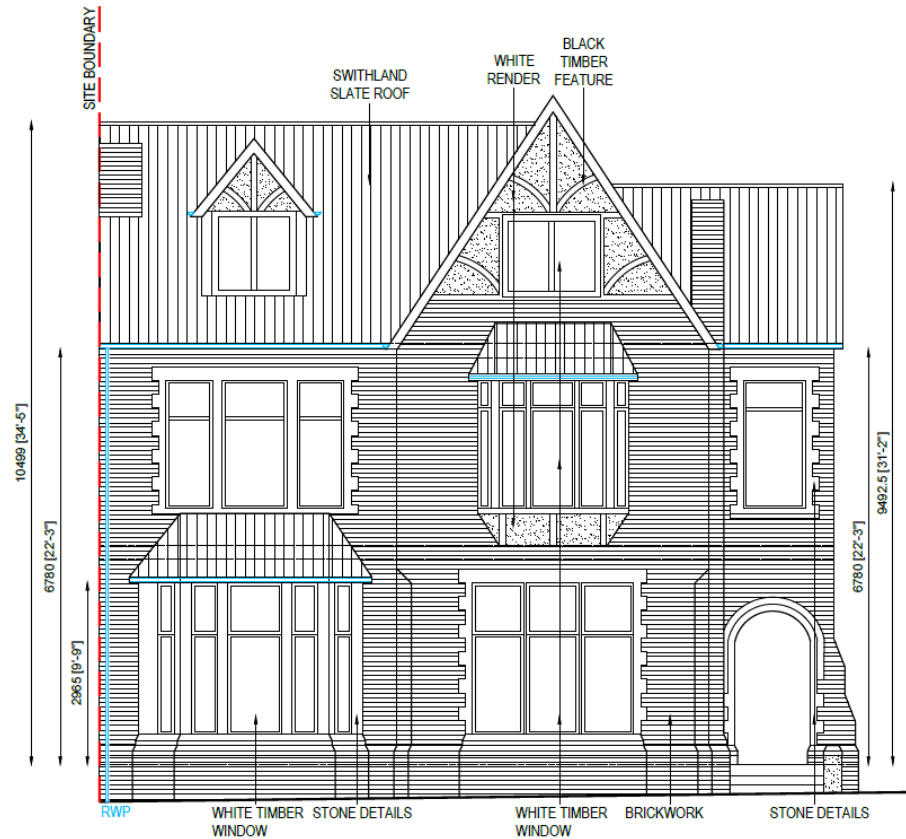 SITE BOUNDARY
SWITHLAND
SLATE ROOF
WHITE
RENDER
BLACK
TIMBER
FEATURE
10499 [34'-5"]
6780 [22'-3"]
2965 [9'-9"]
6780 [22'-3"]
9492.5 [31'-2"]
RWP
WHITE TIMBER
WINDOW
STONE DETAILS
WHITE TIMBER
WINDOW
BRICKWORK
STONE DETAILS